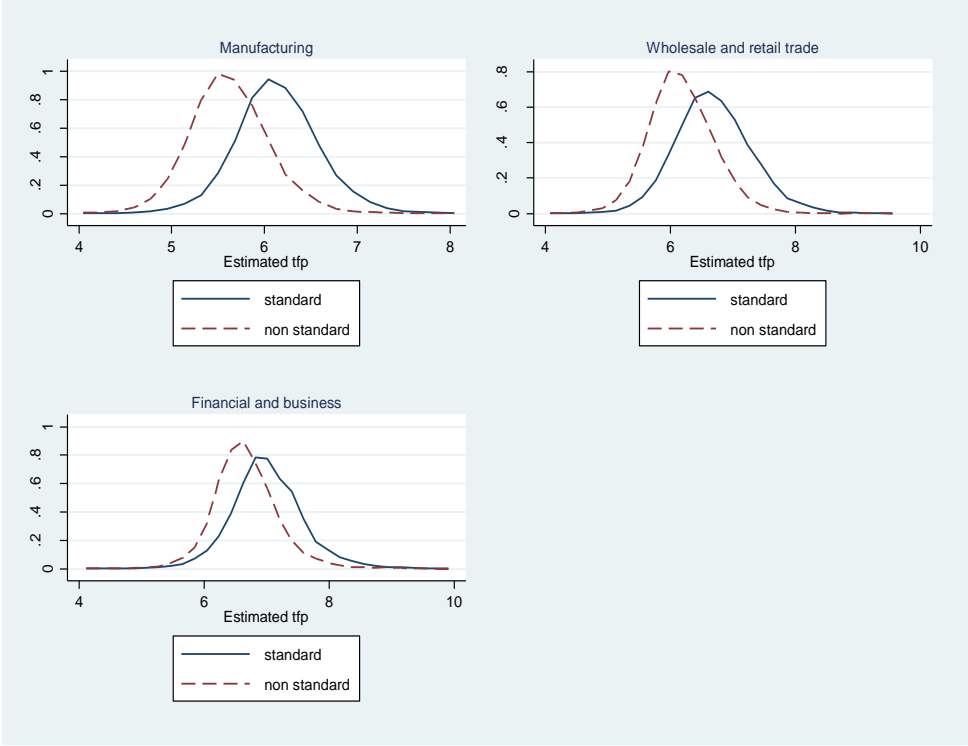 Manufacturing
1
.8
.6
.4
.2
0
4 5 6 7 8
Estimated tfp
standard
non standard
Wholesale and retail trade
.8
.6
.4
.2
0
4 6 8 10
Estimated tfp
standard
non standard
Financial and business
1
.8
.6
.4
.2
0
4 6 8 10
Estimated tfp
standard
non standard